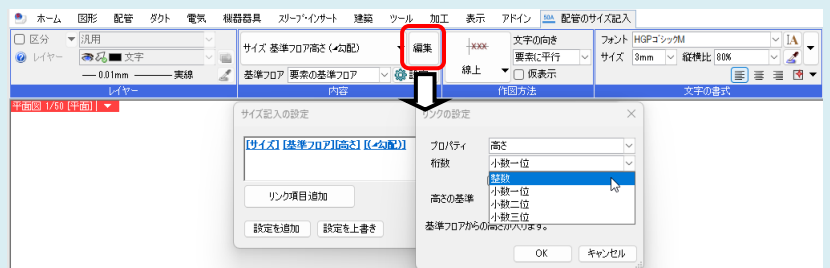 ホーム 図形 配管 ダクト 電気 機器器具 スリーブ・インサート 建築 ツール 加工 表示 アドイン 50A 配管のサイズ記入
区分 汎用
レイヤー 文字
0.01mm 実線
レイヤー
サイズ 基準フロア高さ (勾配) 編集
基準フロア 要素の基準フロア
内容
xxx 文字の向き
要素に平行
線上 仮表示
作図方法
フォント HGPゴシックM
サイズ 3mm 縦横比 80%
文字の書式
平面図 1/50 [平面]
サイズ記入の設定
[サイズ] [基準フロア][高さ] [(勾配)]
リンク項目追加
設定を追加 設定を上書き
リンクの設定
プロパティ 高さ
桁数 小数一位
整数
小数一位
高さの基準
小数二位
小数三位
基準フロアからの高さが入ります。
OK キャンセル